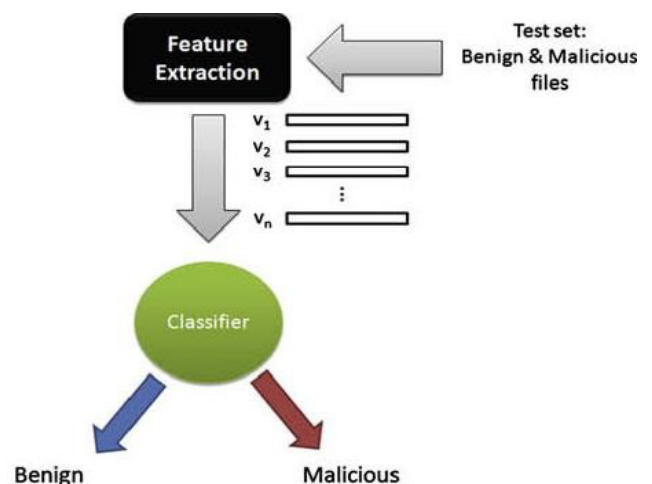 Feature
Extraction
Test set:
Benign & Malicious
files
v1
v2
v3
⋮
vn
Classifier
Benign
Malicious